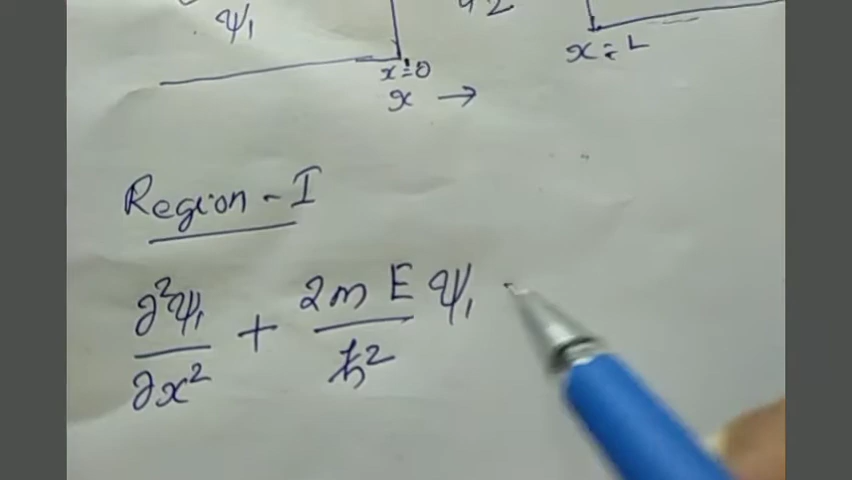 ψ₁
x=0
x=L
x →
Region - I
∂²ψ₁/∂x² + 2mE/ħ² ψ₁